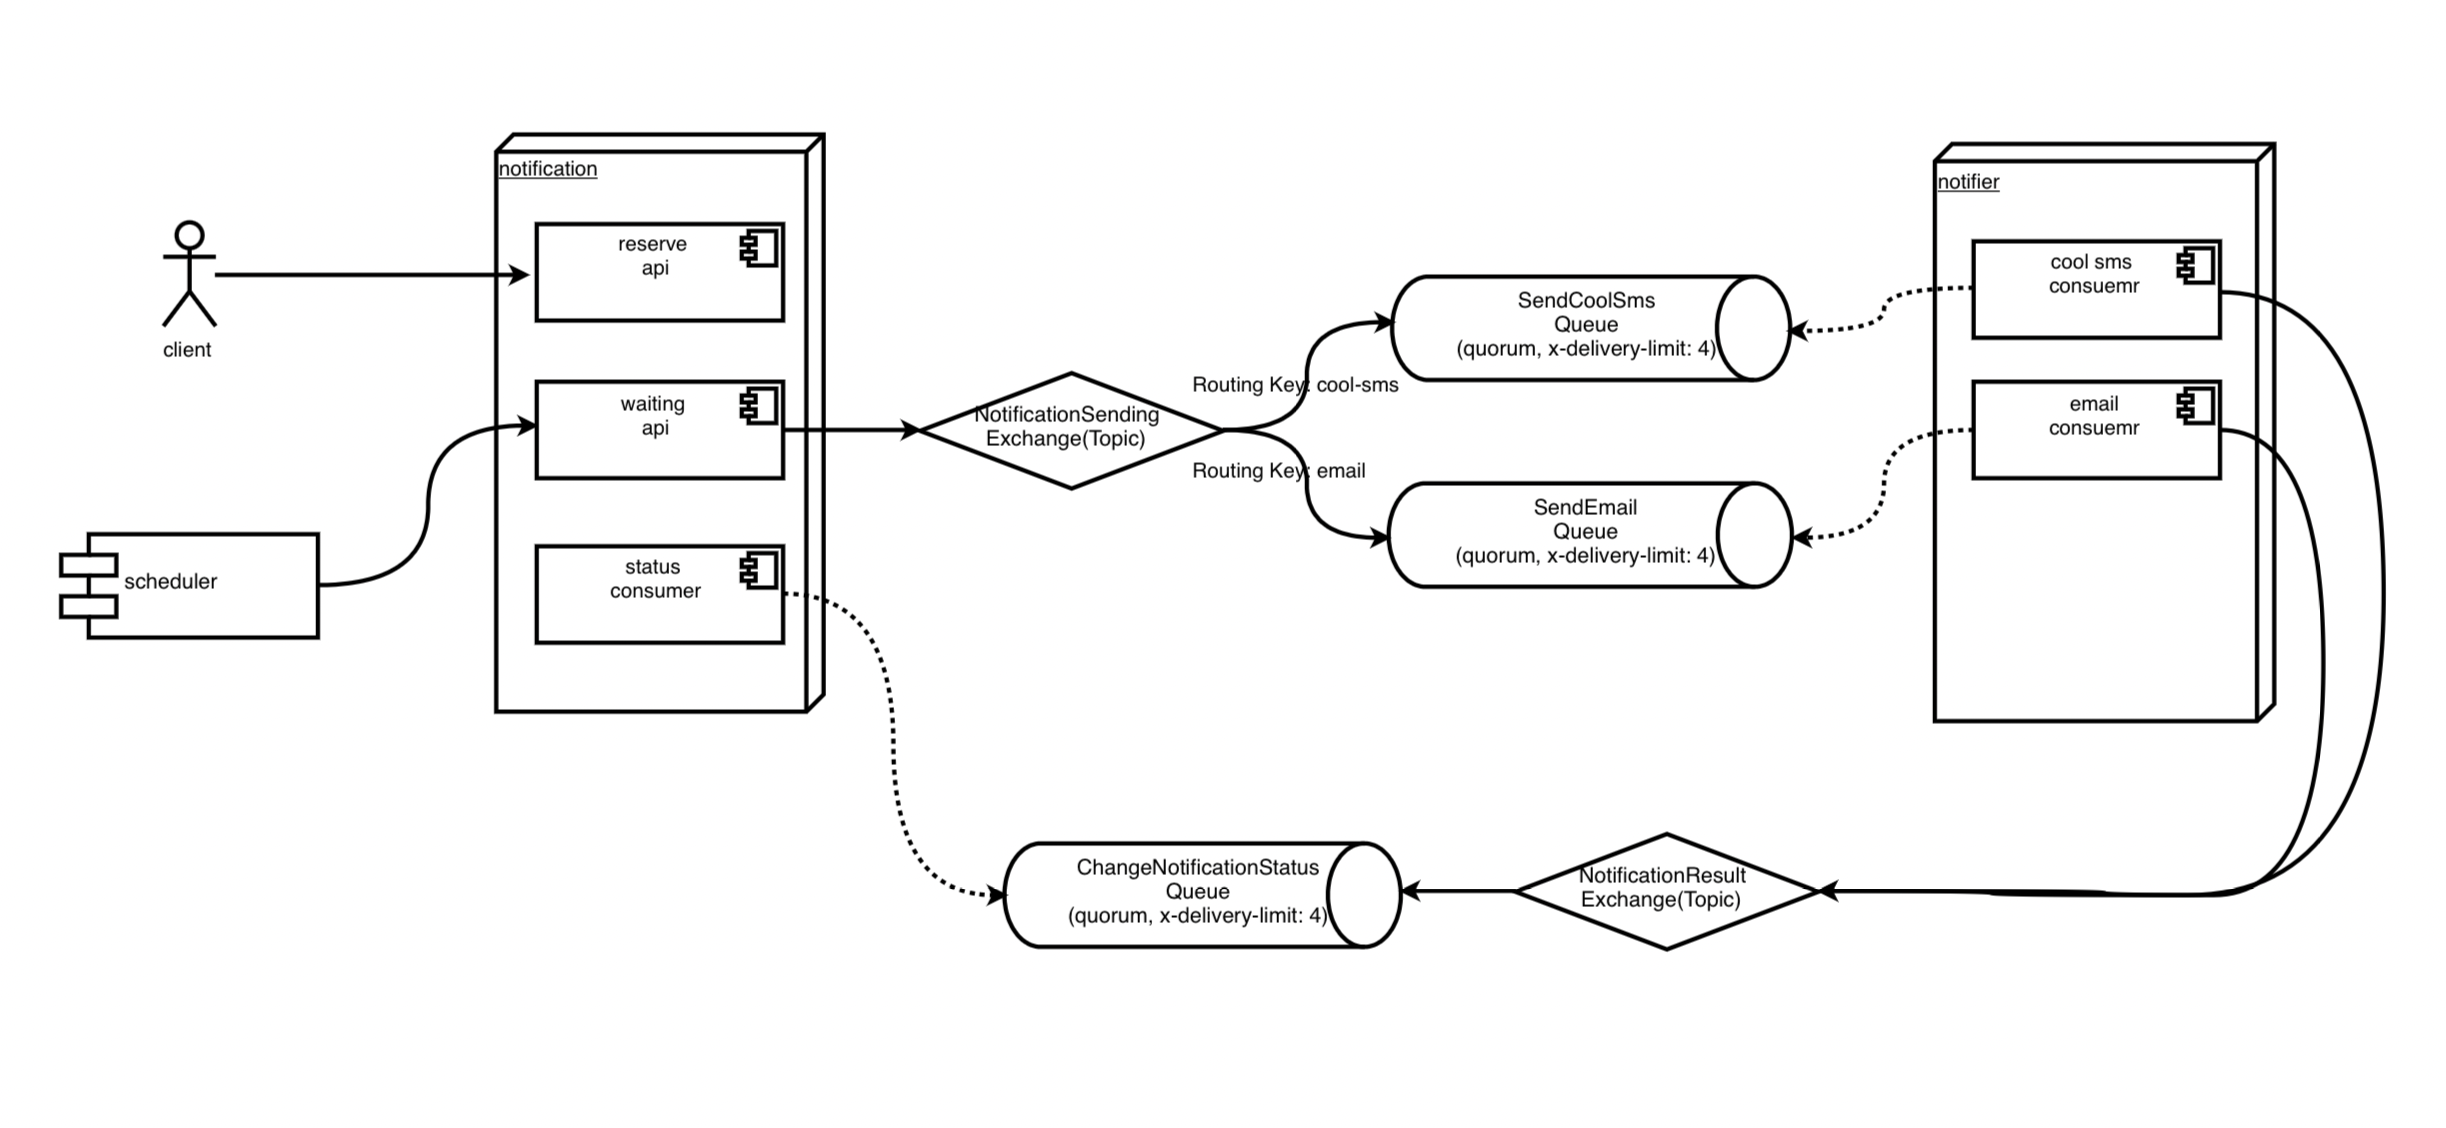 notification
reserve
api
client
waiting
api
scheduler
status
consumer
NotificationSending
Exchange(Topic)
Routing Key: cool-sms
Routing Key: email
SendCoolSms
Queue
(quorum, x-delivery-limit: 4)
SendEmail
Queue
(quorum, x-delivery-limit: 4)
notifier
cool sms
consuemr
email
consuemr
ChangeNotificationStatus
Queue
(quorum, x-delivery-limit: 4)
NotificationResult
Exchange(Topic)